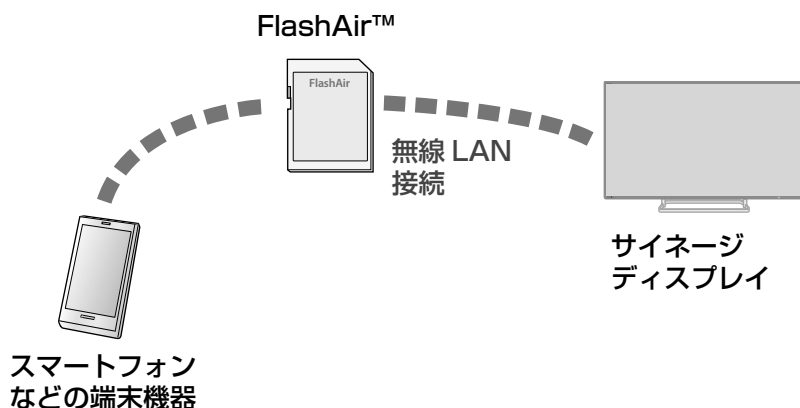 FlashAir™
FlashAir
無線 LAN
接続
サイネージ
ディスプレイ
スマートフォン
などの端末機器